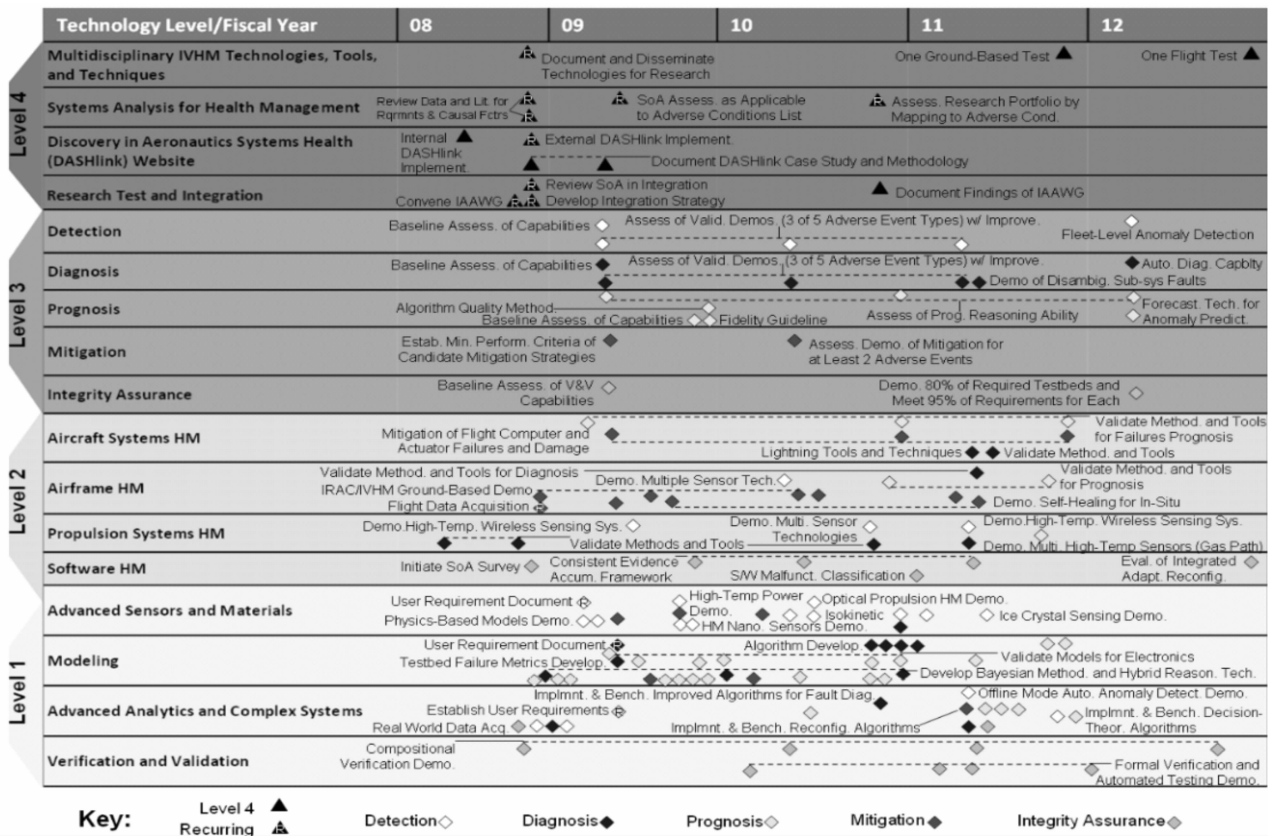 Technology Level/Fiscal Year 08 09 10 11 12
Level 4
Multidisciplinary IVHM Technologies, Tools,
and Techniques
Document and Disseminate
Technologies for Research
One Ground-Based Test
One Flight Test
Systems Analysis for Health Management
Review Data and Lit. for
Rqrmnts & Causal Fctrs
SoA Assess. as Applicable
to Adverse Conditions List
Assess. Research Portfolio by
Mapping to Adverse Cond.
Discovery in Aeronautics Systems Health
(DASHlink) Website
Internal
DASHlink
Implement.
External DASHlink Implement.
Document DASHlink Case Study and Methodology
Research Test and Integration
Convene IAAWG
Review SoA in Integration
Develop Integration Strategy
Document Findings of IAAWG
Level 3
Detection
Baseline Assess. of Capabilities
Assess of Valid. Demos. (3 of 5 Adverse Event Types) w/ Improve.
Fleet-Level Anomaly Detection
Diagnosis
Baseline Assess. of Capabilities
Assess of Valid. Demos. (3 of 5 Adverse Event Types) w/ Improve.
Demo of Disambig. Sub-sys Faults
Auto. Diag. Capblty
Prognosis
Algorithm Quality Method.
Baseline Assess. of Capabilities
Fidelity Guideline
Assess of Prog. Reasoning Ability
Forecast. Tech. for
Anomaly Predict.
Mitigation
Estab. Min. Perform. Criteria of
Candidate Mitigation Strategies
Assess. Demo. of Mitigation for
at Least 2 Adverse Events
Integrity Assurance
Baseline Assess. of V&V
Capabilities
Demo. 80% of Required Testbeds and
Meet 95% of Requirements for Each
Level 2
Aircraft Systems HM
Mitigation of Flight Computer and
Actuator Failures and Damage
Validate Method. and Tools
for Failures Prognosis
Lightning Tools and Techniques
Validate Method. and Tools
Airframe HM
Validate Method. and Tools for Diagnosis
IRAC/IVHM Ground-Based Demo
Flight Data Acquisition
Demo. Multiple Sensor Tech.
Validate Method. and Tools
for Prognosis
Demo. Self-Healing for In-Situ
Propulsion Systems HM
Demo.High-Temp. Wireless Sensing Sys.
Validate Methods and Tools
Demo. Multi. Sensor
Technologies
Demo.High-Temp. Wireless Sensing Sys.
Demo. Multi. High-Temp Sensors (Gas Path)
Software HM
Initiate SoA Survey
Consistent Evidence
Accum. Framework
S/W Malfunct. Classification
Eval. of Integrated
Adapt. Reconfig.
Level 1
Advanced Sensors and Materials
User Requirement Document
Physics-Based Models Demo.
High-Temp Power
Demo.
HM Nano. Sensors Demo.
Optical Propulsion HM Demo.
Isokinetic
Ice Crystal Sensing Demo.
Modeling
User Requirement Document
Testbed Failure Metrics Develop.
Algorithm Develop.
Validate Models for Electronics
Develop Bayesian Method. and Hybrid Reason. Tech.
Advanced Analytics and Complex Systems
Implmnt. & Bench. Improved Algorithms for Fault Diag.
Establish User Requirements
Real World Data Acq.
Implmnt. & Bench. Reconfig. Algorithms
Offline Mode Auto. Anomaly Detect. Demo.
Implmnt. & Bench. Decision-
Theor. Algorithms
Verification and Validation
Compositional
Verification Demo.
Formal Verification and
Automated Testing Demo.
Key:
Level 4
Recurring
Detection
Diagnosis
Prognosis
Mitigation
Integrity Assurance